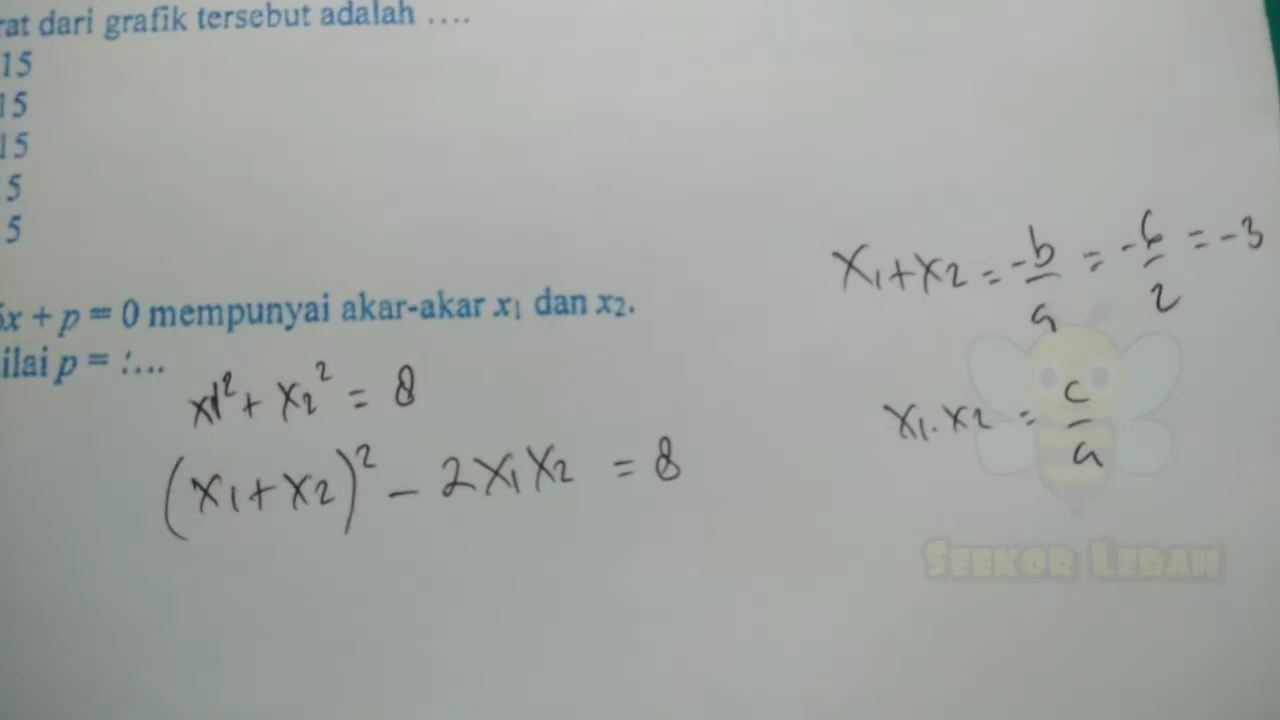 rat dari grafik tersebut adalah ....
15
15
15
5
5
6x + p = 0 mempunyai akar-akar x₁ dan x₂.
ilai p = ....
x1² + x₂² = 8
(x₁+x₂)² - 2x₁x₂ = 8
x₁+x₂ = -b/a = -6/2 = -3
x₁.x₂ = c/a
SEEKOR LEBAH